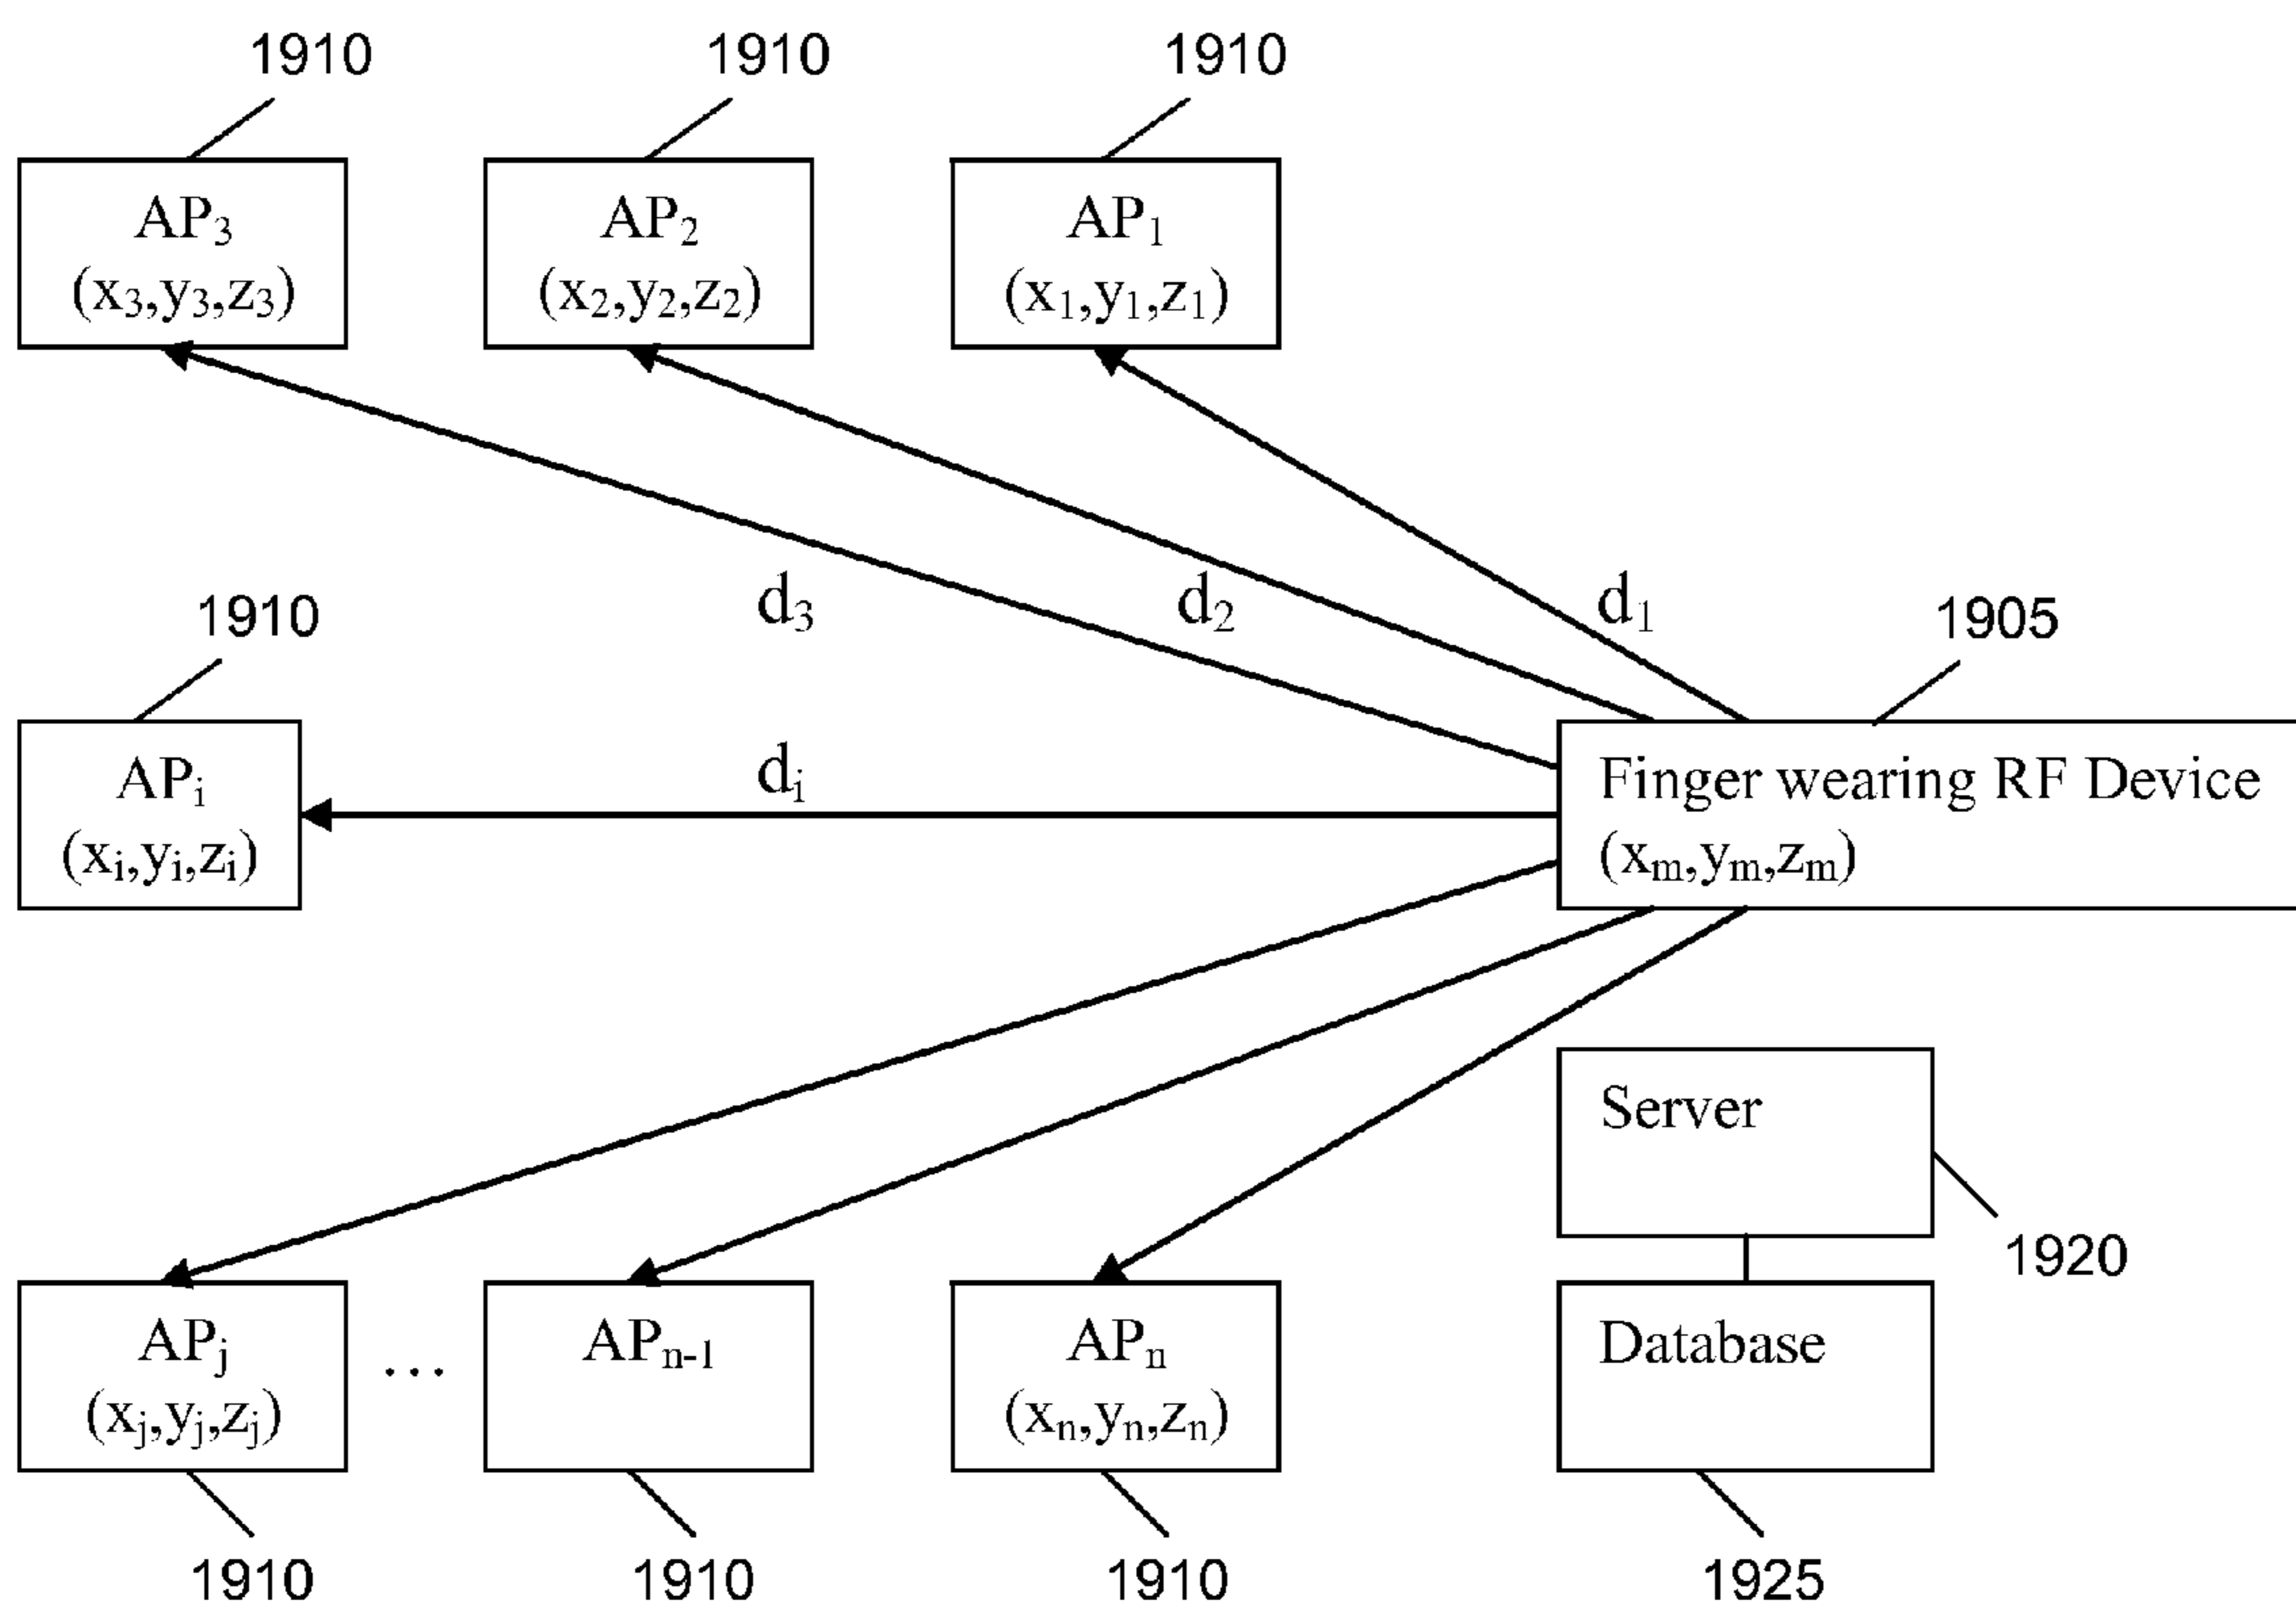 1910
1910
1910
AP₃
(x₃,y₃,z₃)
AP₂
(x₂,y₂,z₂)
AP₁
(x₁,y₁,z₁)
d₃
d₂
d₁
1910
1905
APᵢ
(xᵢ,yᵢ,zᵢ)
dᵢ
Finger wearing RF Device
(xₘ,yₘ,zₘ)
Server
1920
APⱼ
(xⱼ,yⱼ,zⱼ)
...
APₙ₋₁
APₙ
(xₙ,yₙ,zₙ)
Database
1910
1910
1910
1925